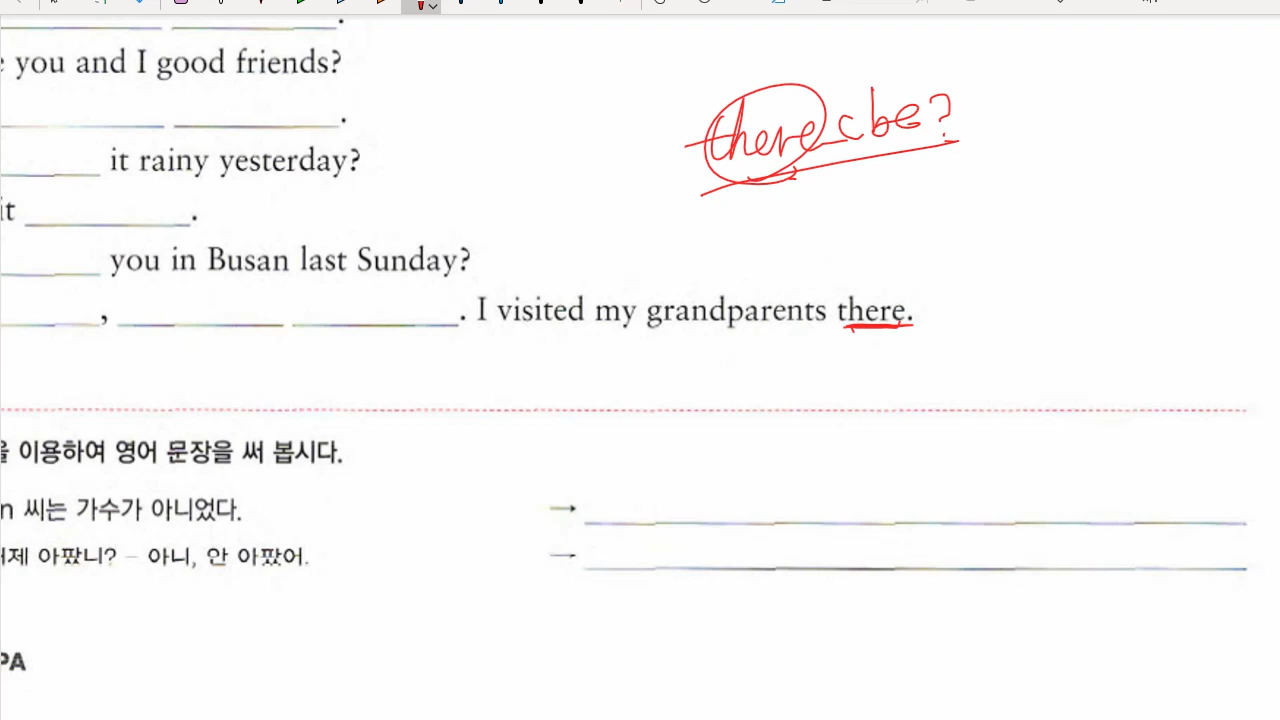 you and I good friends?
there be?
it rainy yesterday?
it .
you in Busan last Sunday?
, . I visited my grandparents there.
이용하여 영어 문장을 써 봅시다.
n 씨는 가수가 아니었다. →
제 아팠니? – 아니, 안 아팠어. →
PA